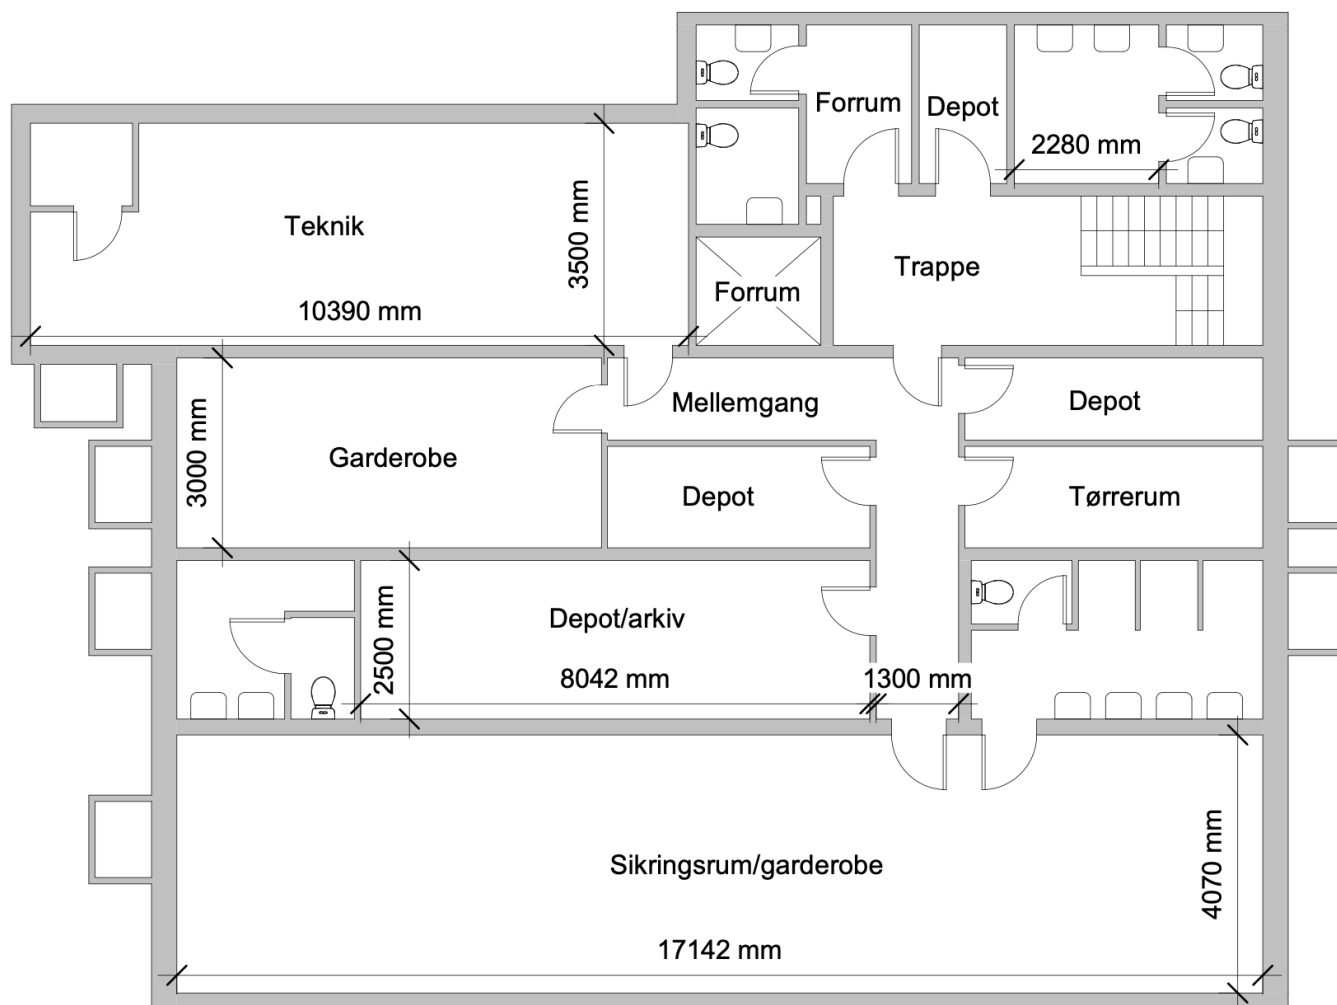 Forrum
Depot
2280 mm
Teknik
3500 mm
10390 mm
Trappe
Forrum
Mellemgang
Depot
3000 mm
Garderobe
Depot
Tørrerum
2500 mm
Depot/arkiv
8042 mm
1300 mm
4070 mm
Sikringsrum/garderobe
17142 mm